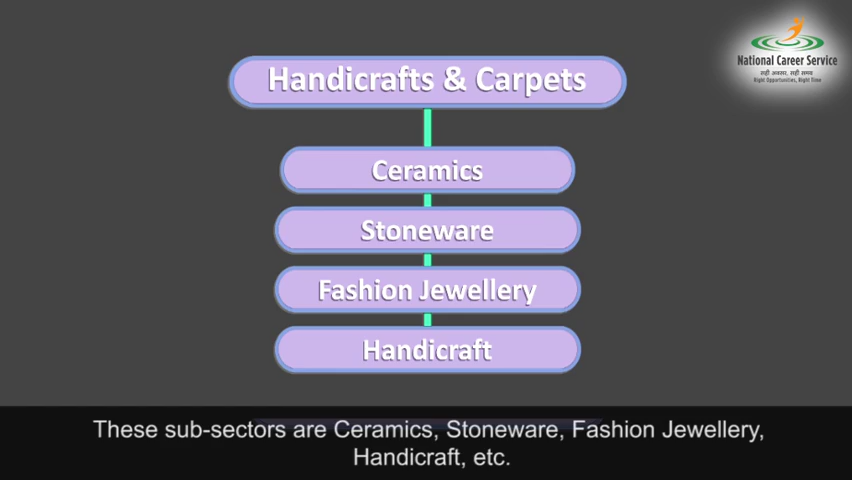 National Career Service
सही अवसर, सही समय
Right Opportunities, Right Time
Handicrafts & Carpets
Ceramics
Stoneware
Fashion Jewellery
Handicraft
These sub-sectors are Ceramics, Stoneware, Fashion Jewellery,
Handicraft, etc.